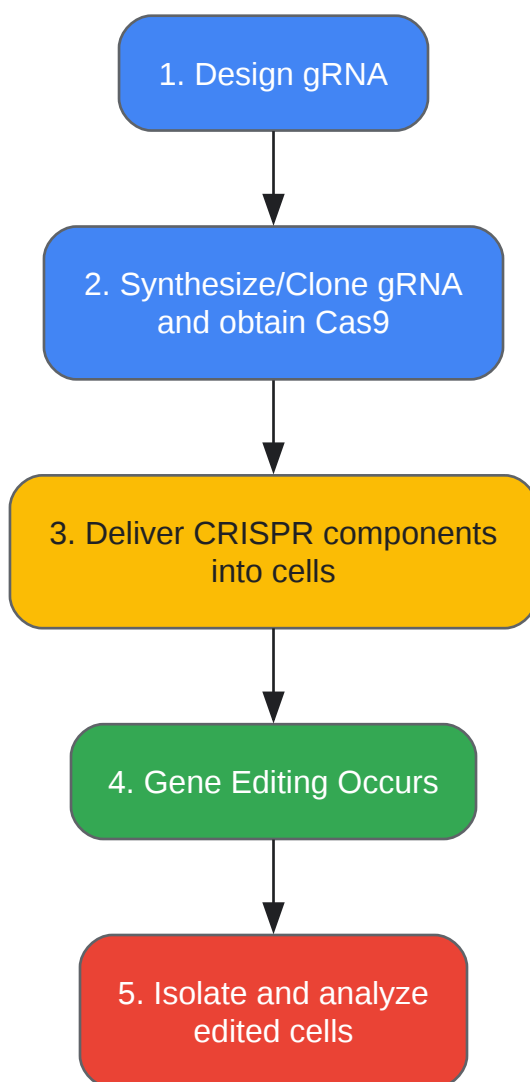 1. Design gRNA
2. Synthesize/Clone gRNA
and obtain Cas9
3. Deliver CRISPR components
into cells
4. Gene Editing Occurs
5. Isolate and analyze
edited cells